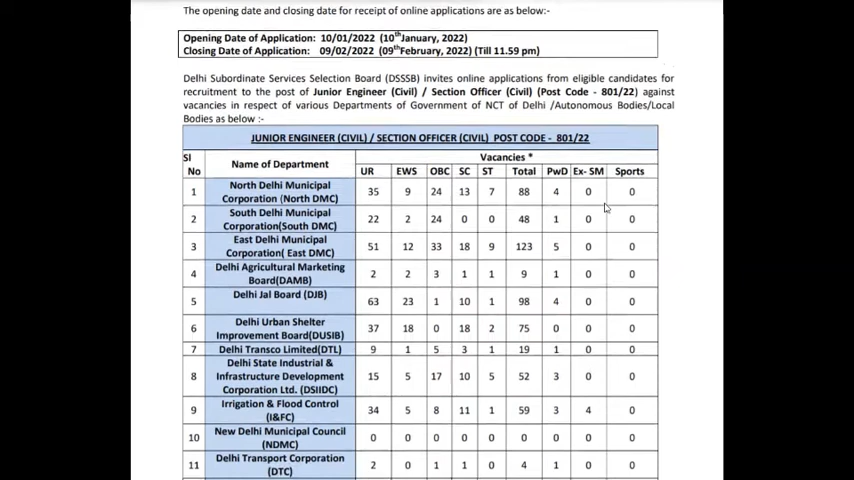 The opening date and closing date for receipt of online applications are as below:-
Opening Date of Application: 10/01/2022 (10thJanuary, 2022)
Closing Date of Application: 09/02/2022 (09thFebruary, 2022) (Till 11.59 pm)
Delhi Subordinate Services Selection Board (DSSSB) invites online applications from eligible candidates for
recruitment to the post of Junior Engineer (Civil) / Section Officer (Civil) (Post Code - 801/22) against
vacancies in respect of various Departments of Government of NCT of Delhi /Autonomous Bodies/Local
Bodies as below :-
JUNIOR ENGINEER (CIVIL) / SECTION OFFICER (CIVIL) POST CODE - 801/22
Sl No Name of Department Vacancies *
UR EWS OBC SC ST Total PwD Ex- SM Sports
1 North Delhi Municipal Corporation (North DMC) 35 9 24 13 7 88 4 0 0
2 South Delhi Municipal Corporation(South DMC) 22 2 24 0 0 48 1 0 0
3 East Delhi Municipal Corporation( East DMC) 51 12 33 18 9 123 5 0 0
4 Delhi Agricultural Marketing Board(DAMB) 2 2 3 1 1 9 1 0 0
5 Delhi Jal Board (DJB) 63 23 1 10 1 98 4 0 0
6 Delhi Urban Shelter Improvement Board(DUSIB) 37 18 0 18 2 75 0 0 0
7 Delhi Transco Limited(DTL) 9 1 5 3 1 19 1 0 0
8 Delhi State Industrial & Infrastructure Development Corporation Ltd. (DSIIDC) 15 5 17 10 5 52 3 0 0
9 Irrigation & Flood Control (I&FC) 34 5 8 11 1 59 3 4 0
10 New Delhi Municipal Council (NDMC) 0 0 0 0 0 0 0 0 0
11 Delhi Transport Corporation (DTC) 2 0 1 1 0 4 1 0 0